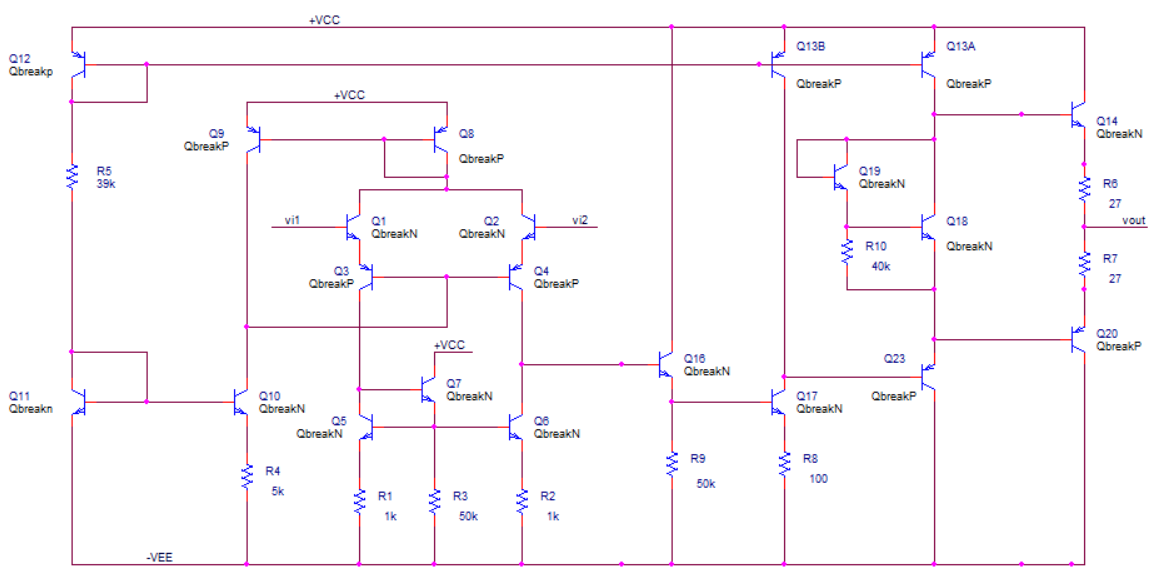 +VCC
Q12
Qbreakp
Q13B
QbreakP
Q13A
QbreakP
+VCC
Q9
QbreakP
Q8
QbreakP
Q14
QbreakN
R5
39k
Q19
QbreakN
R6
27
vi1
Q1
QbreakN
Q2
QbreakN
vi2
Q18
QbreakN
vout
R10
40k
Q3
QbreakP
Q4
QbreakP
R7
27
+VCC
Q16
QbreakN
Q23
QbreakP
Q20
QbreakP
Q11
Qbreakn
Q10
QbreakN
Q7
QbreakN
Q17
QbreakN
Q5
QbreakN
Q6
QbreakN
R4
5k
R9
50k
R8
100
R1
1k
R3
50k
R2
1k
-VEE